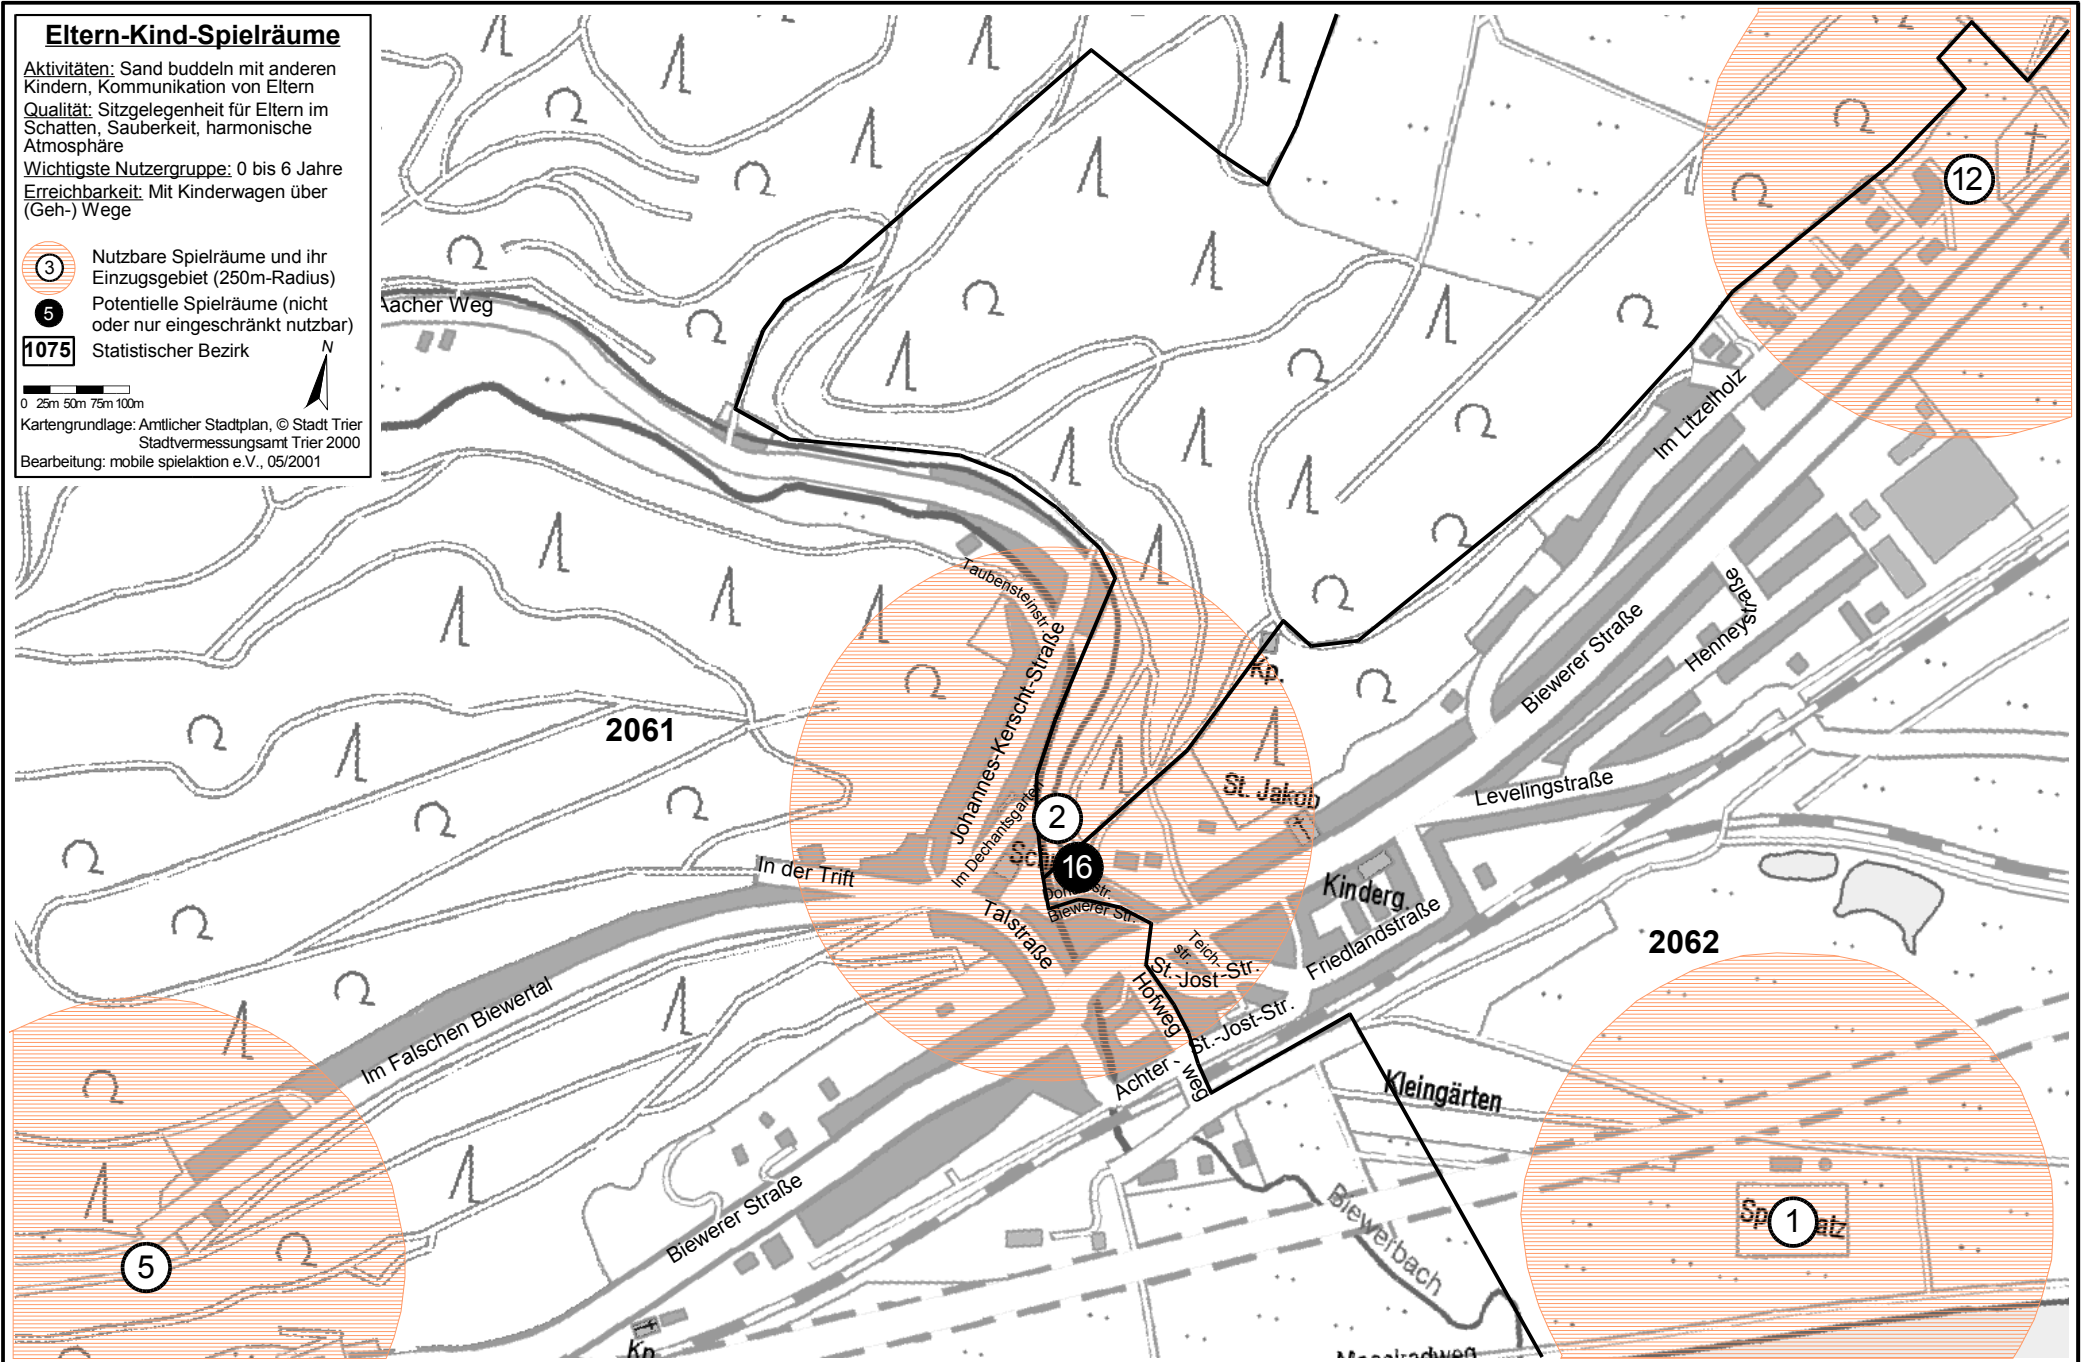 Eltern-Kind-Spielräume
Aktivitäten: Sand buddeln mit anderen
Kindern, Kommunikation von Eltern
Qualität: Sitzgelegenheit für Eltern im
Schatten, Sauberkeit, harmonische
Atmosphäre
Wichtigste Nutzergruppe: 0 bis 6 Jahre
Erreichbarkeit: Mit Kinderwagen über
(Geh-) Wege
3
Nutzbare Spielräume und ihr
Einzugsgebiet (250m-Radius)
5
Potentielle Spielräume (nicht
oder nur eingeschränkt nutzbar)
1075
Statistischer Bezirk
N
0 25m 50m 75m 100m
Kartengrundlage: Amtlicher Stadtplan, © Stadt Trier
Stadtvermessungsamt Trier 2000
Bearbeitung: mobile spielaktion e.V., 05/2001
12
Aacher Weg
Im Litzelholz
Taubensteinstr.
Henneystraße
Biewerer Straße
Johannes-Kerscht-Straße
Kp.
2061
St. Jakob
Levelingstraße
Im Dechantsgarten
2
16
In der Trift
Kinderg.
Biewerer Str.
Talstraße
Friedlandstraße
Teich-
str.
St.-Jost-Str.
St.-Jost
2062
Hofweg
Im Falschen Biewertal
St.-Jost-Str.
Achter-
weg
Kleingärten
Biewerer Straße
Biewerbach
1
5
Kp.